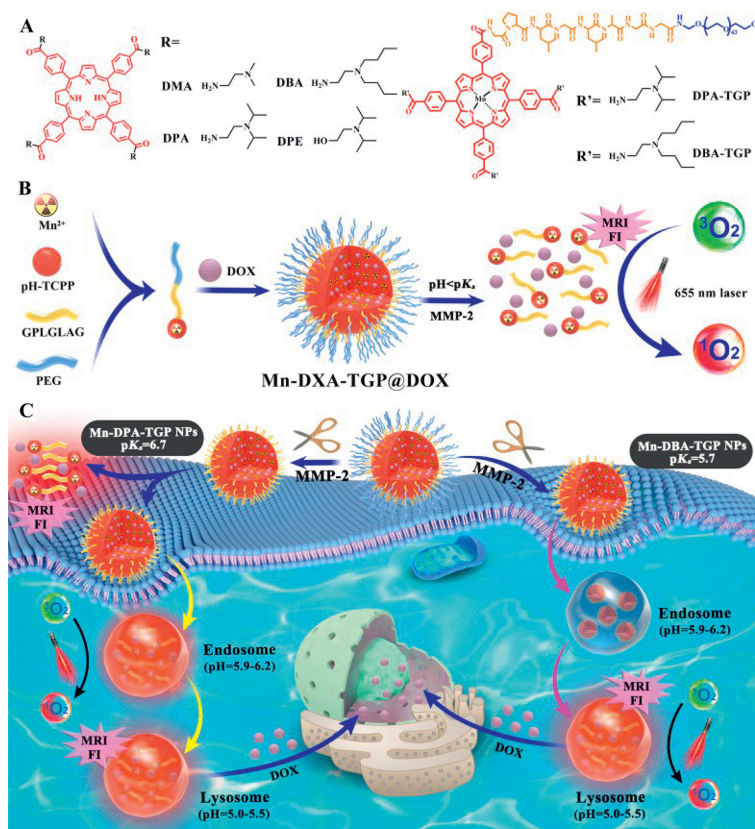 A
R=
DMA
DBA
DPA
DPE
R'=
DPA-TGP
R'=
DBA-TGP
B
Mn²⁺
pH-TCPP
GPLGLAG
PEG
DOX
Mn-DXA-TGP@DOX
pH<pKₐ
MMP-2
MRI
FI
³O₂
655 nm laser
¹O₂
C
Mn-DPA-TGP NPs
pKₐ=6.7
MMP-2
MMP-2
Mn-DBA-TGP NPs
pKₐ=5.7
MRI
FI
³O₂
¹O₂
Endosome
(pH=5.9-6.2)
MRI
FI
Lysosome
(pH=5.0-5.5)
DOX
DOX
Endosome
(pH=5.9-6.2)
MRI
FI
³O₂
¹O₂
Lysosome
(pH=5.0-5.5)